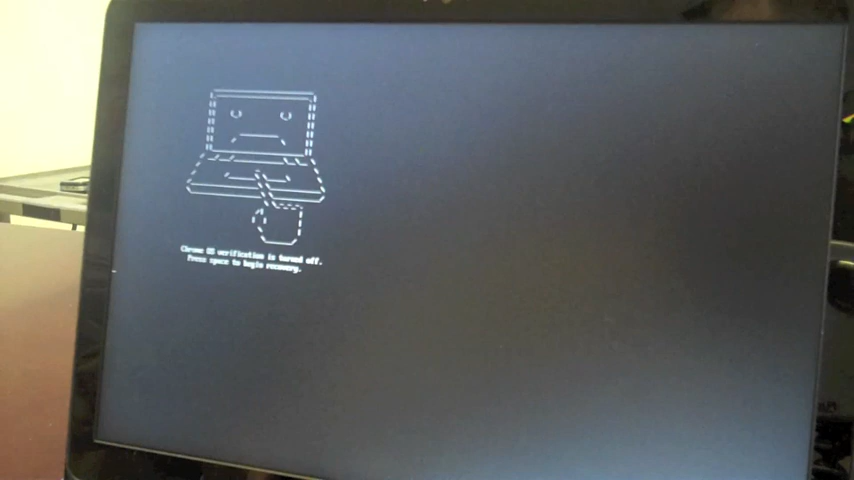 Chrome OS verification is turned off.
Press space to begin recovery.